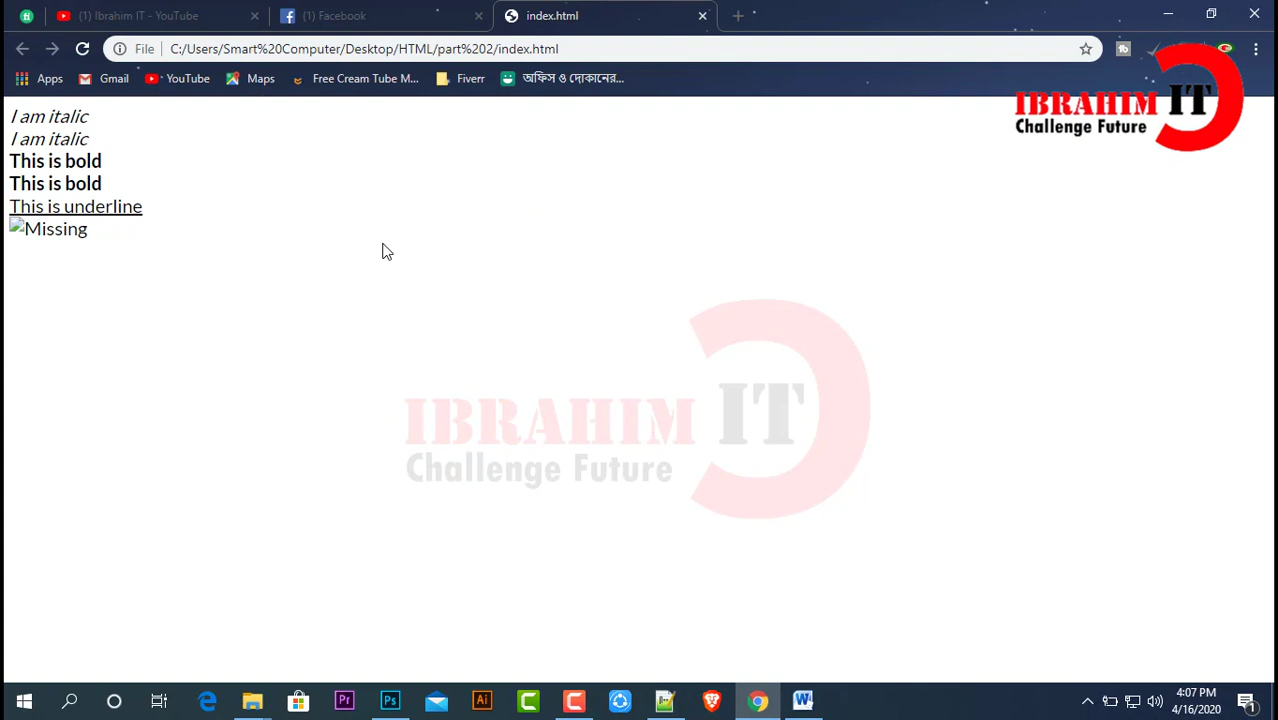 (1) Ibrahim IT - YouTube
(1) Facebook
index.html
File
C:/Users/Smart%20Computer/Desktop/HTML/part%202/index.html
Apps
Gmail
YouTube
Maps
Free Cream Tube M...
Fiverr
অফিস ও দোকানের...
IBRAHIM IT
Challenge Future
I am italic
I am italic
This is bold
This is bold
This is underline
Missing
IBRAHIM IT
Challenge Future
4:07 PM
4/16/2020